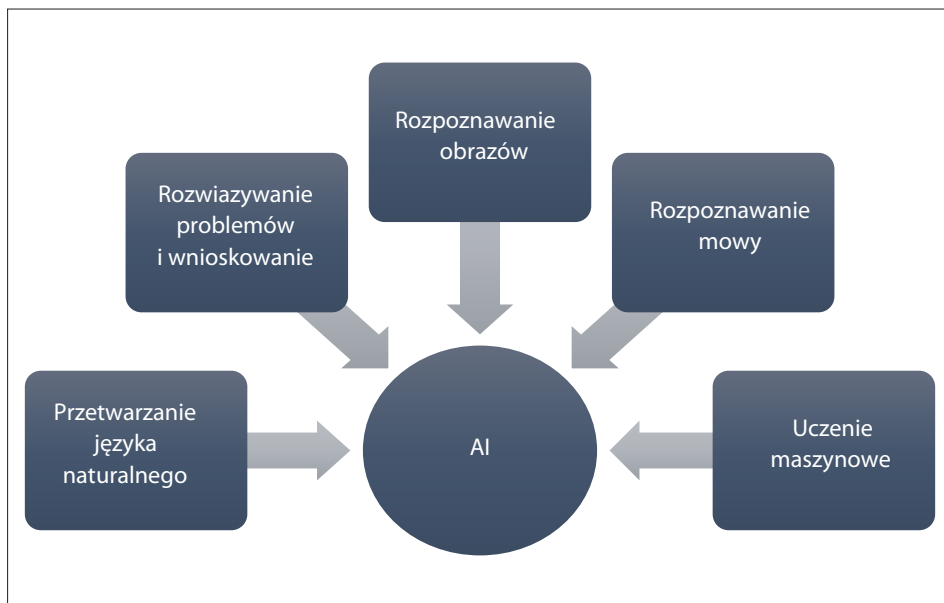 Rozpoznawanie
obrazów
Rozwiazywanie
problemów
i wnioskowanie
Rozpoznawanie
mowy
Przetwarzanie
języka
naturalnego
AI
Uczenie
maszynowe